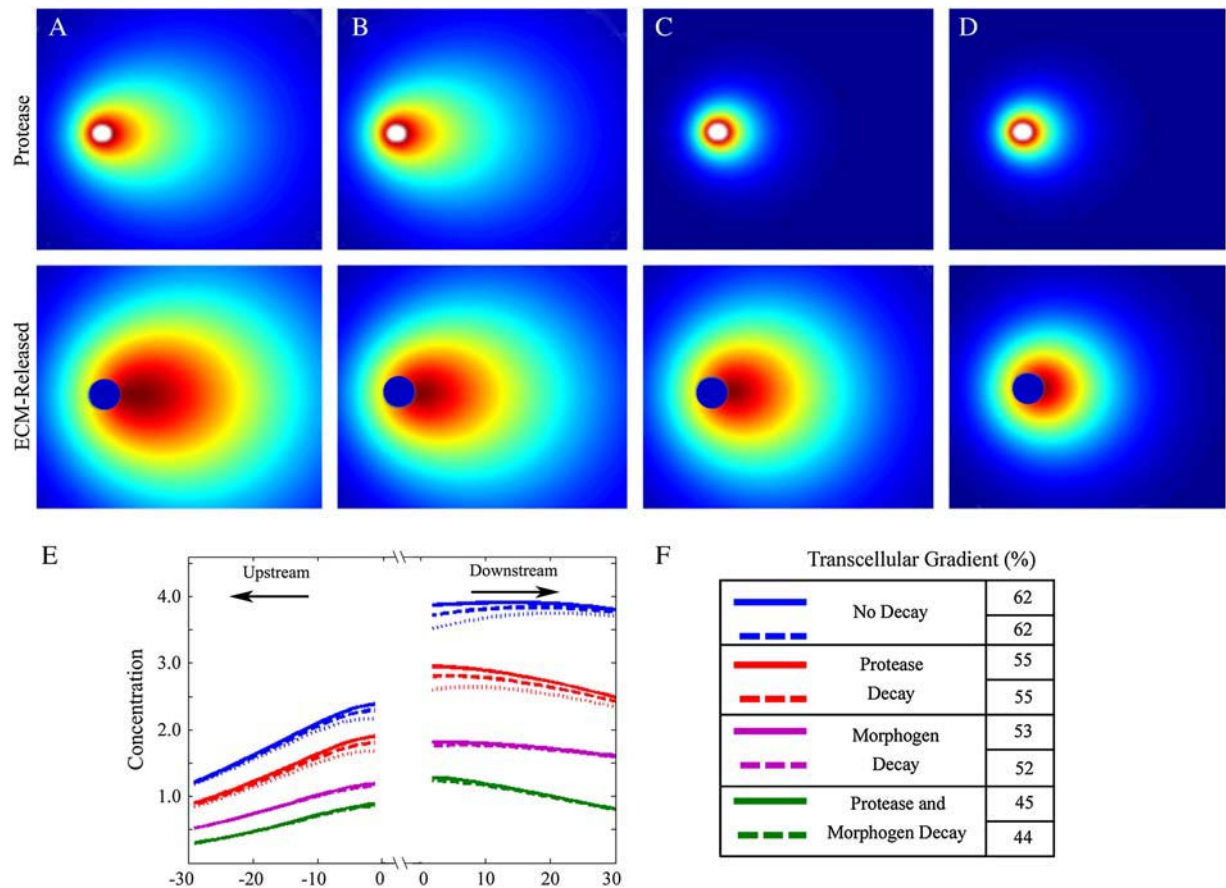 A B C D
Protease
ECM-Released
E
F
Transcellular Gradient (%)
Upstream
Downstream
4.0
3.0
2.0
1.0
Concentration
-30 -20 -10 0 0 10 20 30
No Decay
62
62
Protease
Decay
55
55
Morphogen
Decay
53
52
Protease and
Morphogen Decay
45
44